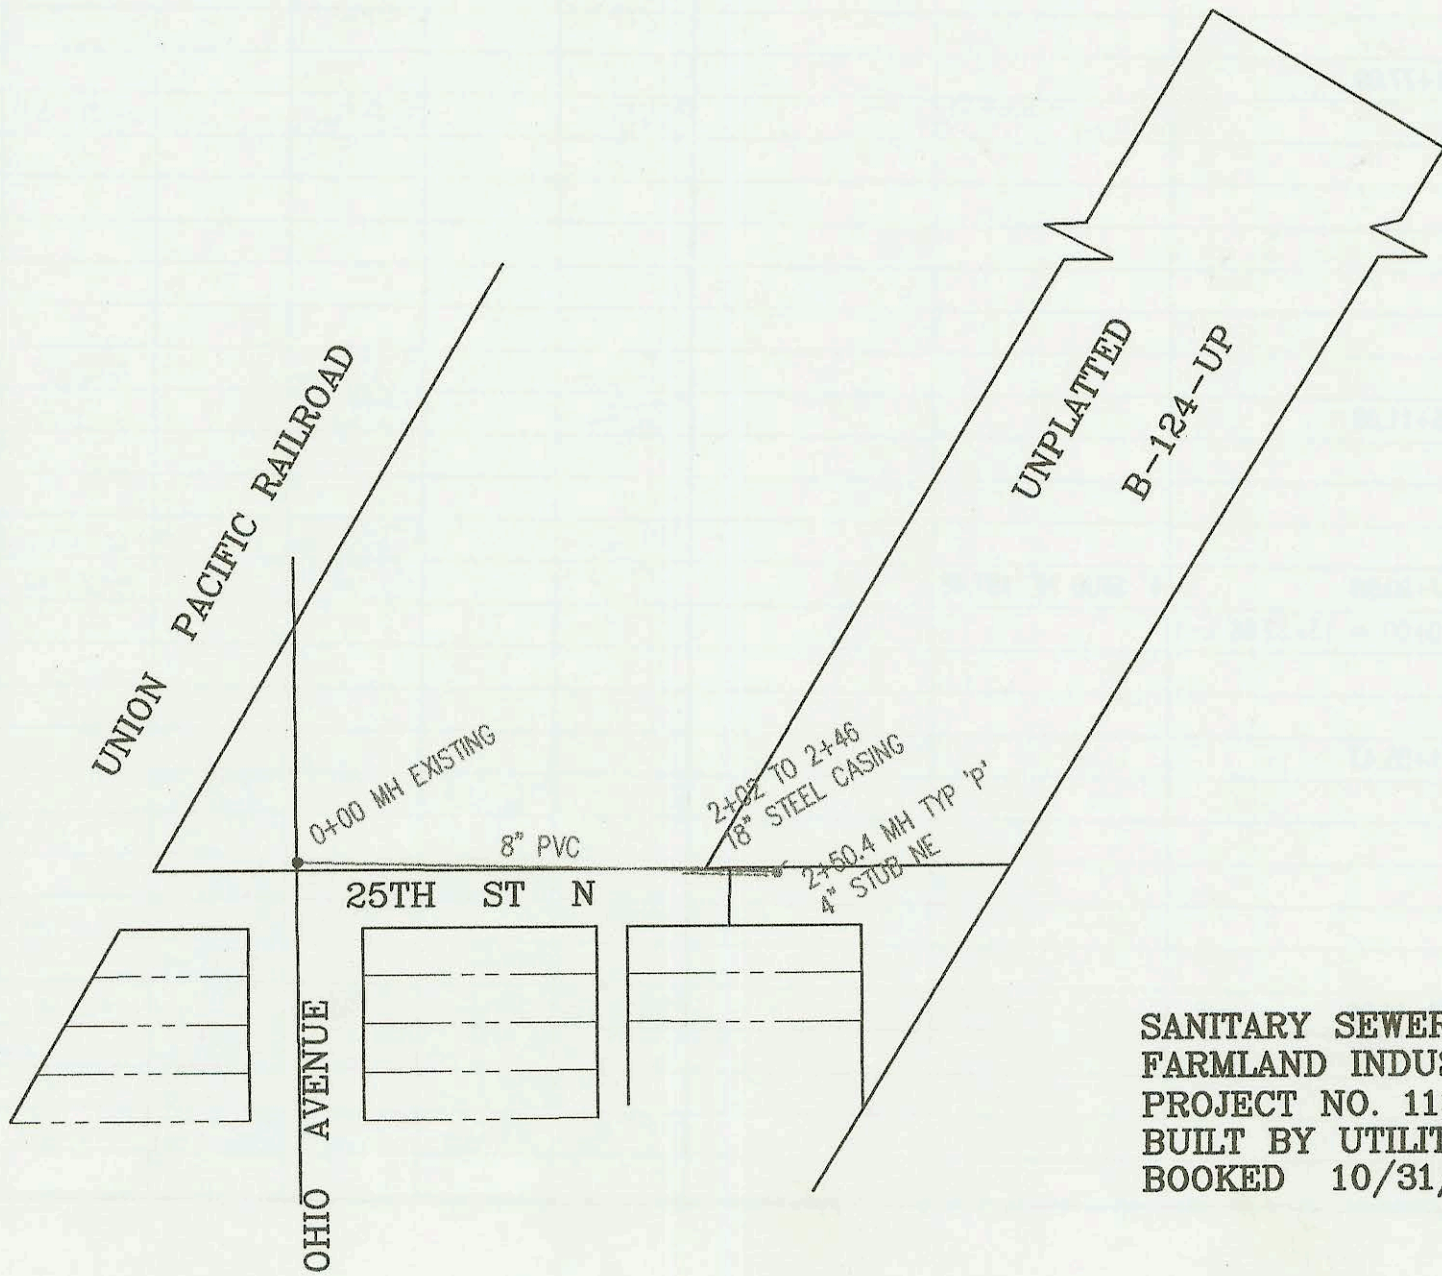 UNION PACIFIC RAILROAD
UNPLATTED
B-124-UP
0+00 MH EXISTING
8" PVC
2+02 TO 2+46
18" STEEL CASING
2+50.4 MH TYP 'P'
4" STUB NE
25TH ST N
OHIO AVENUE
SANITARY SEWER
FARMLAND
PROJECT NO. 11
BUILT BY
BOOKED 10/31/